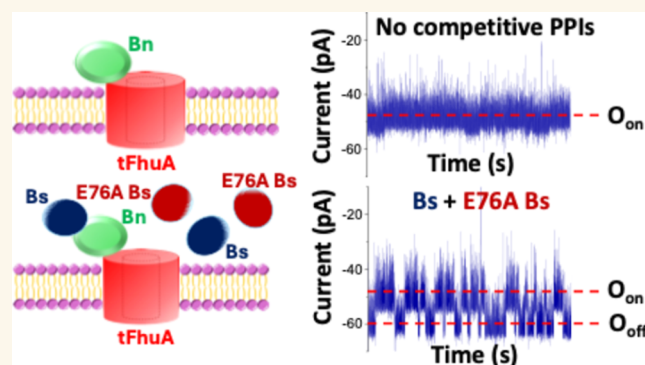 Bn
tFhuA
Bs
E76A Bs
E76A Bs
Bn
Bs
tFhuA
No competitive PPIs
Current (pA)
-20
-40
-60
Oon
Time (s)
Bs + E76A Bs
Current (pA)
-20
-40
-60
Oon
Ooff
Time (s)